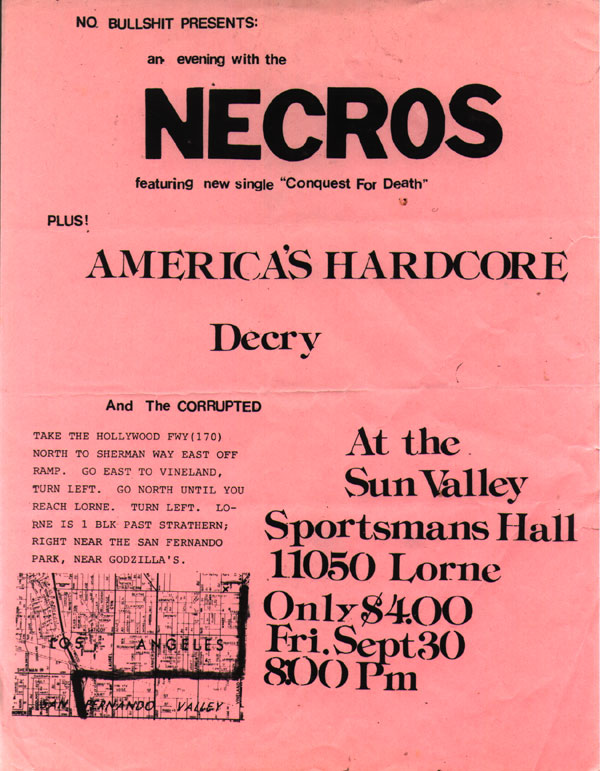 NO BULLSHIT PRESENTS:
an evening with the
NECROS
featuring new single "Conquest For Death"
PLUS!
AMERICA'S HARDCORE
Decry
And The CORRUPTED
TAKE THE HOLLYWOOD FWY(170)
NORTH TO SHERMAN WAY EAST OFF
RAMP. GO EAST TO VINELAND,
TURN LEFT. GO NORTH UNTIL YOU
REACH LORNE. TURN LEFT. LO-
RNE IS 1 BLK PAST STRATHERN;
RIGHT NEAR THE SAN FERNANDO
PARK, NEAR GODZILLA'S.
At the
Sun Valley
Sportsmans Hall
11050 Lorne
Only $4.00
Fri. Sept 30
8:00 Pm
LOS ANGELES
SAN FERNANDO VALLEY